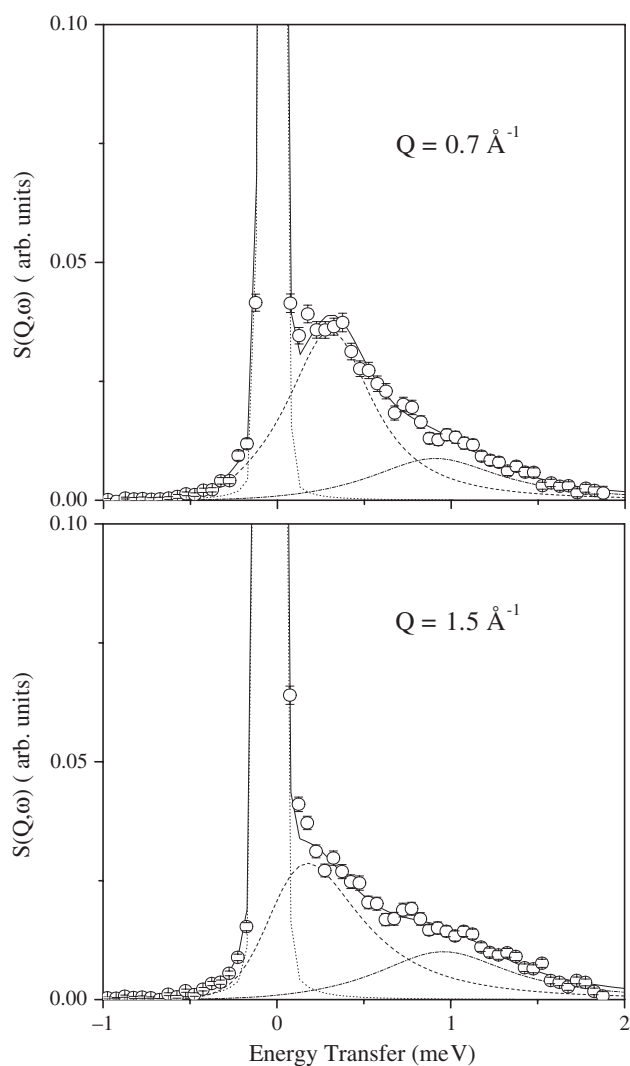 0.10
Q = 0.7 Å⁻¹
0.05
S(Q,ω) ( arb. units)
0.00
0.10
Q = 1.5 Å⁻¹
0.05
S(Q,ω) ( arb. units)
0.00
−1 0 1 2
Energy Transfer (meV)